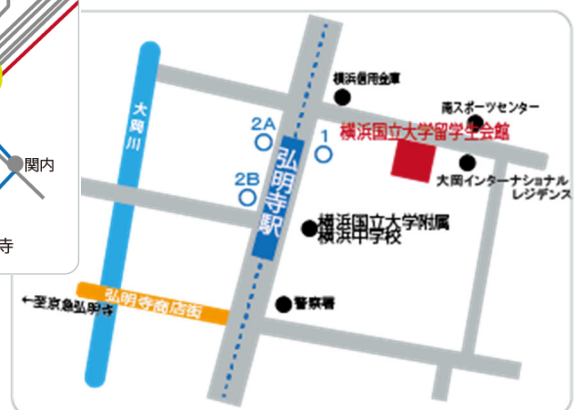 関内
寺
横浜信用金庫
南スポーツセンター
横浜国立大学留学生会館
大岡インターナショナル
レジデンス
大岡川
2A
1
2B
弘明寺駅
横浜国立大学附属
横浜中学校
警察署
弘明寺商店街
←至京急弘明寺